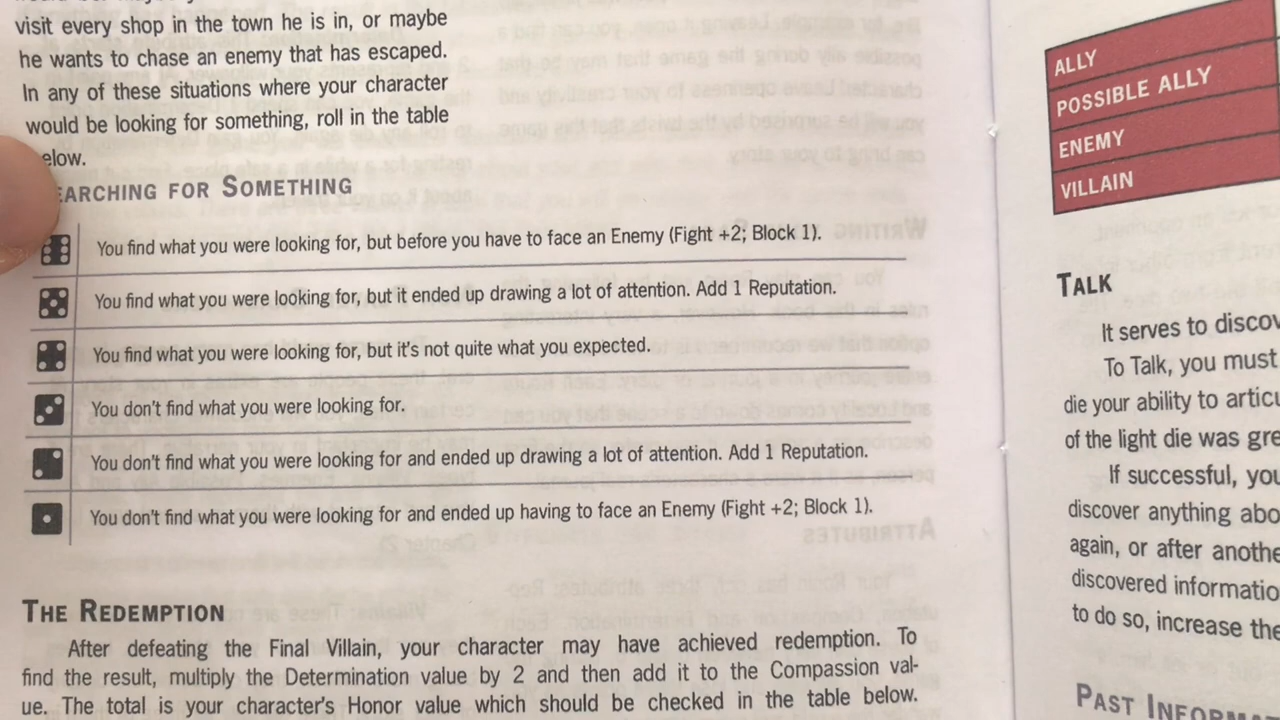 visit every shop in the town he is in, or maybe
he wants to chase an enemy that has escaped.
In any of these situations where your character
would be looking for something, roll in the table
elow.
EARCHING FOR SOMETHING
You find what you were looking for, but before you have to face an Enemy (Fight +2; Block 1).
You find what you were looking for, but it ended up drawing a lot of attention. Add 1 Reputation.
You find what you were looking for, but it's not quite what you expected.
You don't find what you were looking for.
You don't find what you were looking for and ended up drawing a lot of attention. Add 1 Reputation.
You don't find what you were looking for and ended up having to face an Enemy (Fight +2; Block 1).
THE REDEMPTION
After defeating the Final Villain, your character may have achieved redemption. To
find the result, multiply the Determination value by 2 and then add it to the Compassion val-
ue. The total is your character's Honor value which should be checked in the table below.
ALLY
POSSIBLE ALLY
ENEMY
VILLAIN
TALK
It serves to discov
To Talk, you must
die your ability to articu
of the light die was gre
If successful, you
discover anything abo
again, or after anothe
discovered informatio
to do so, increase the
PAST INFORMA